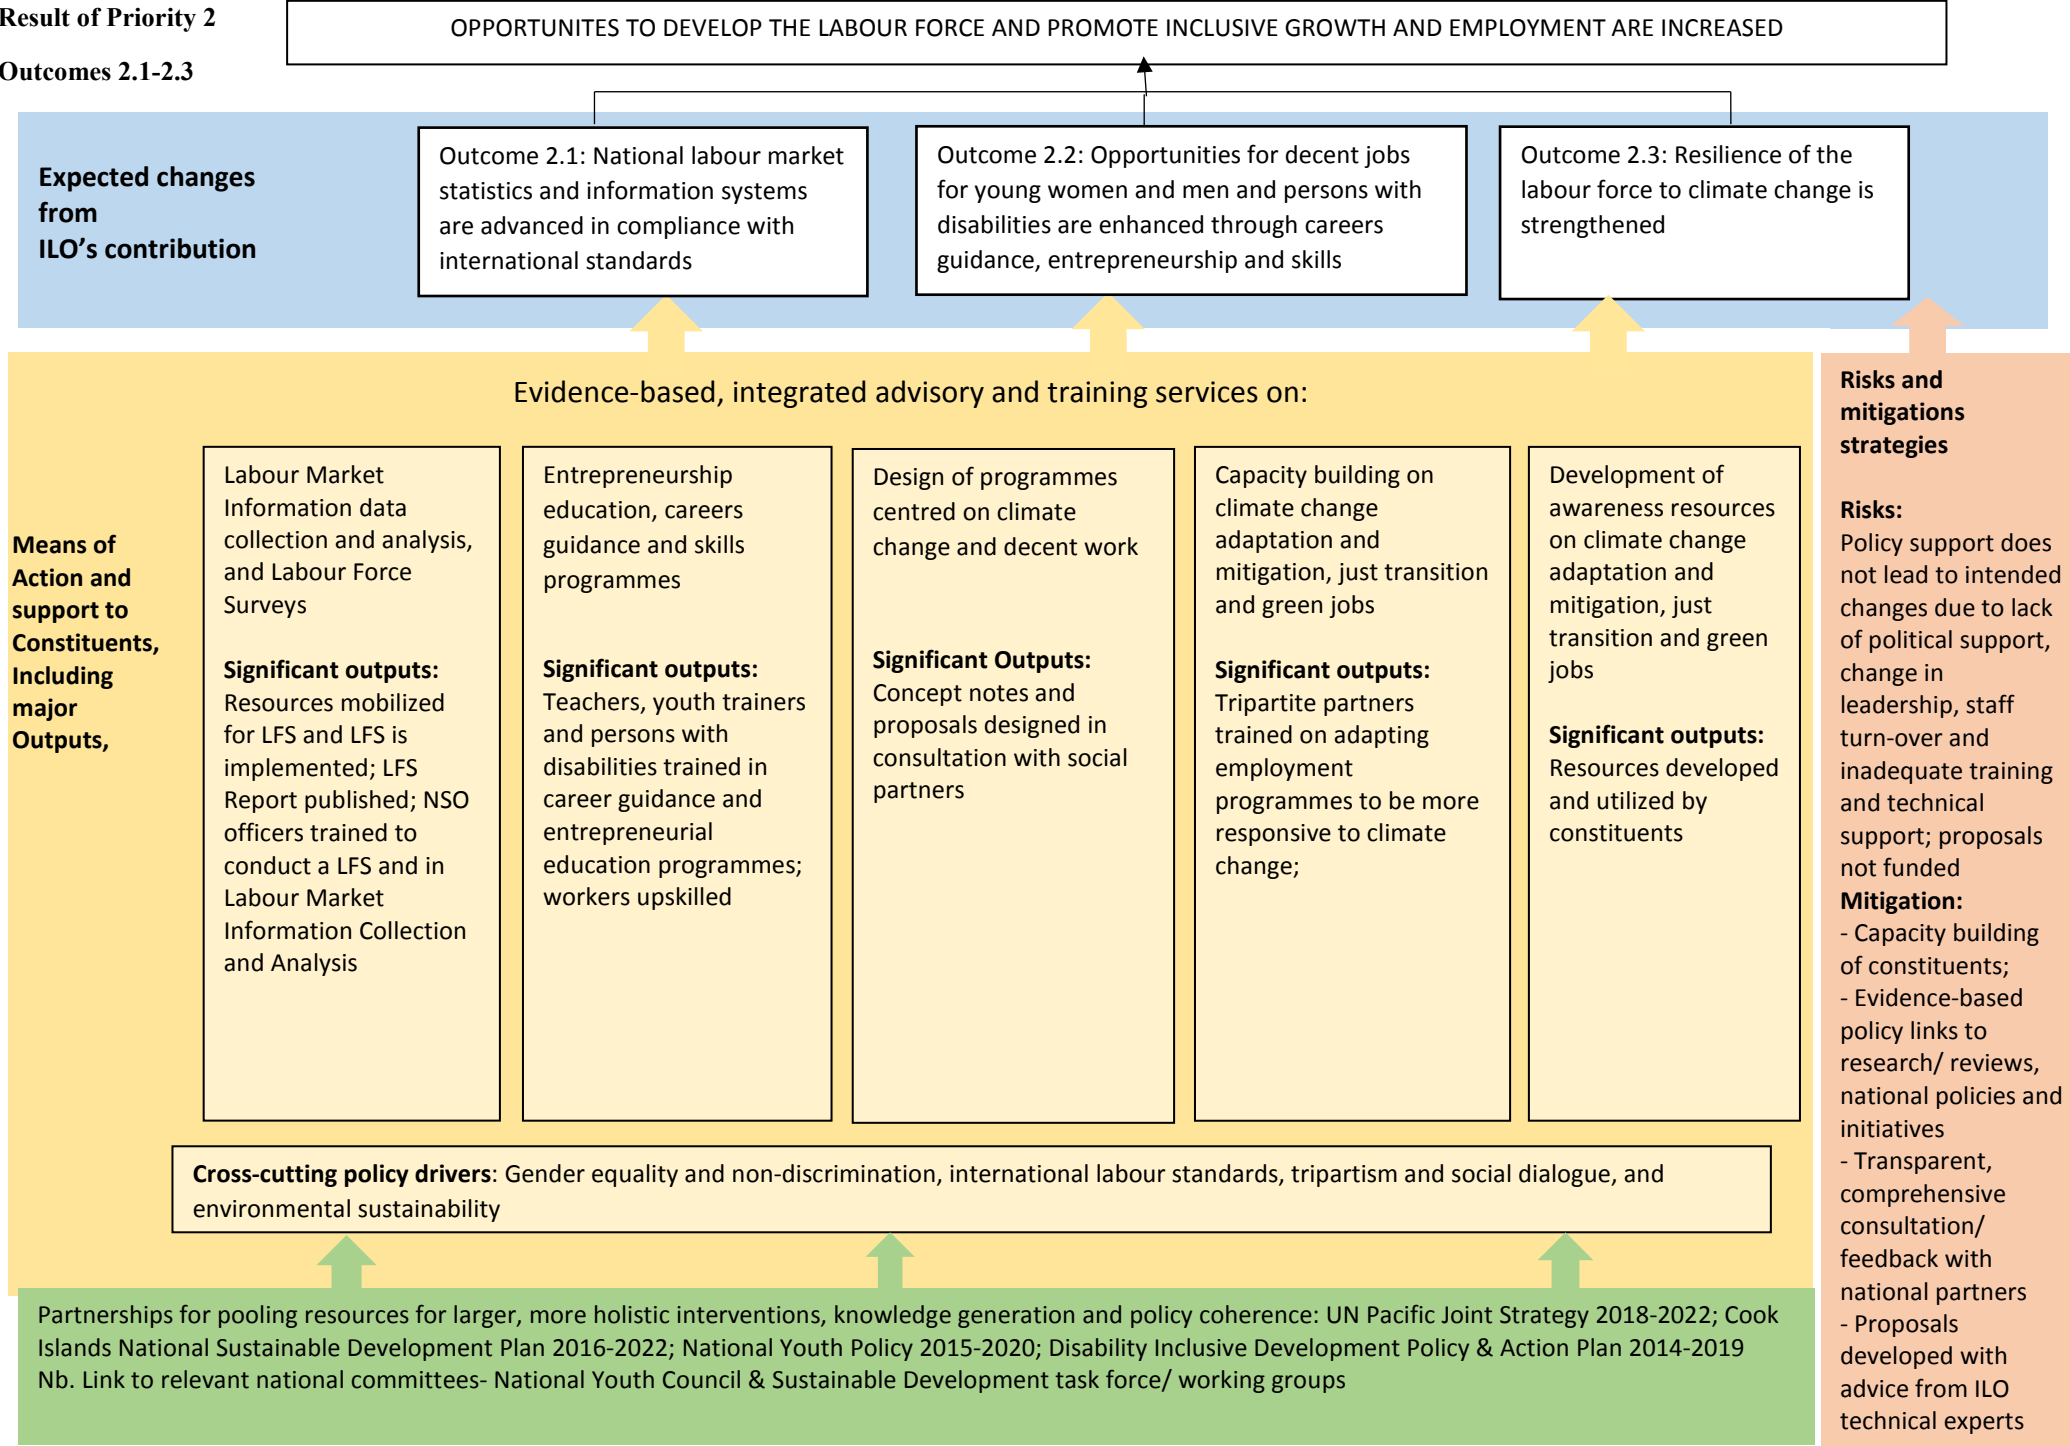 Result of Priority 2
Outcomes 2.1-2.3
OPPORTUNITES TO DEVELOP THE LABOUR FORCE AND PROMOTE INCLUSIVE GROWTH AND EMPLOYMENT ARE INCREASED
Expected changes
from
ILO’s contribution
Outcome 2.1: National labour market
statistics and information systems
are advanced in compliance with
international standards
Outcome 2.2: Opportunities for decent jobs
for young women and men and persons with
disabilities are enhanced through careers
guidance, entrepreneurship and skills
Outcome 2.3: Resilience of the
labour force to climate change is
strengthened
Evidence-based, integrated advisory and training services on:
Means of
Action and
support to
Constituents,
Including
major
Outputs,
Labour Market
Information data
collection and analysis,
and Labour Force
Surveys
Significant outputs:
Resources mobilized
for LFS and LFS is
implemented; LFS
Report published; NSO
officers trained to
conduct a LFS and in
Labour Market
Information Collection
and Analysis
Entrepreneurship
education, careers
guidance and skills
programmes
Significant outputs:
Teachers, youth trainers
and persons with
disabilities trained in
career guidance and
entrepreneurial
education programmes;
workers upskilled
Design of programmes
centred on climate
change and decent work
Significant Outputs:
Concept notes and
proposals designed in
consultation with social
partners
Capacity building on
climate change
adaptation and
mitigation, just transition
and green jobs
Significant outputs:
Tripartite partners
trained on adapting
employment
programmes to be more
responsive to climate
change;
Development of
awareness resources
on climate change
adaptation and
mitigation, just
transition and green
jobs
Significant outputs:
Resources developed
and utilized by
constituents
Cross-cutting policy drivers: Gender equality and non-discrimination, international labour standards, tripartism and social dialogue, and
environmental sustainability
Partnerships for pooling resources for larger, more holistic interventions, knowledge generation and policy coherence: UN Pacific Joint Strategy 2018-2022; Cook
Islands National Sustainable Development Plan 2016-2022; National Youth Policy 2015-2020; Disability Inclusive Development Policy & Action Plan 2014-2019
Nb. Link to relevant national committees- National Youth Council & Sustainable Development task force/ working groups
Risks and
mitigations
strategies
Risks:
Policy support does
not lead to intended
changes due to lack
of political support,
change in
leadership, staff
turn-over and
inadequate training
and technical
support; proposals
not funded
Mitigation:
- Capacity building
of constituents;
- Evidence-based
policy links to
research/ reviews,
national policies and
initiatives
- Transparent,
comprehensive
consultation/
feedback with
national partners
- Proposals
developed with
advice from ILO
technical experts